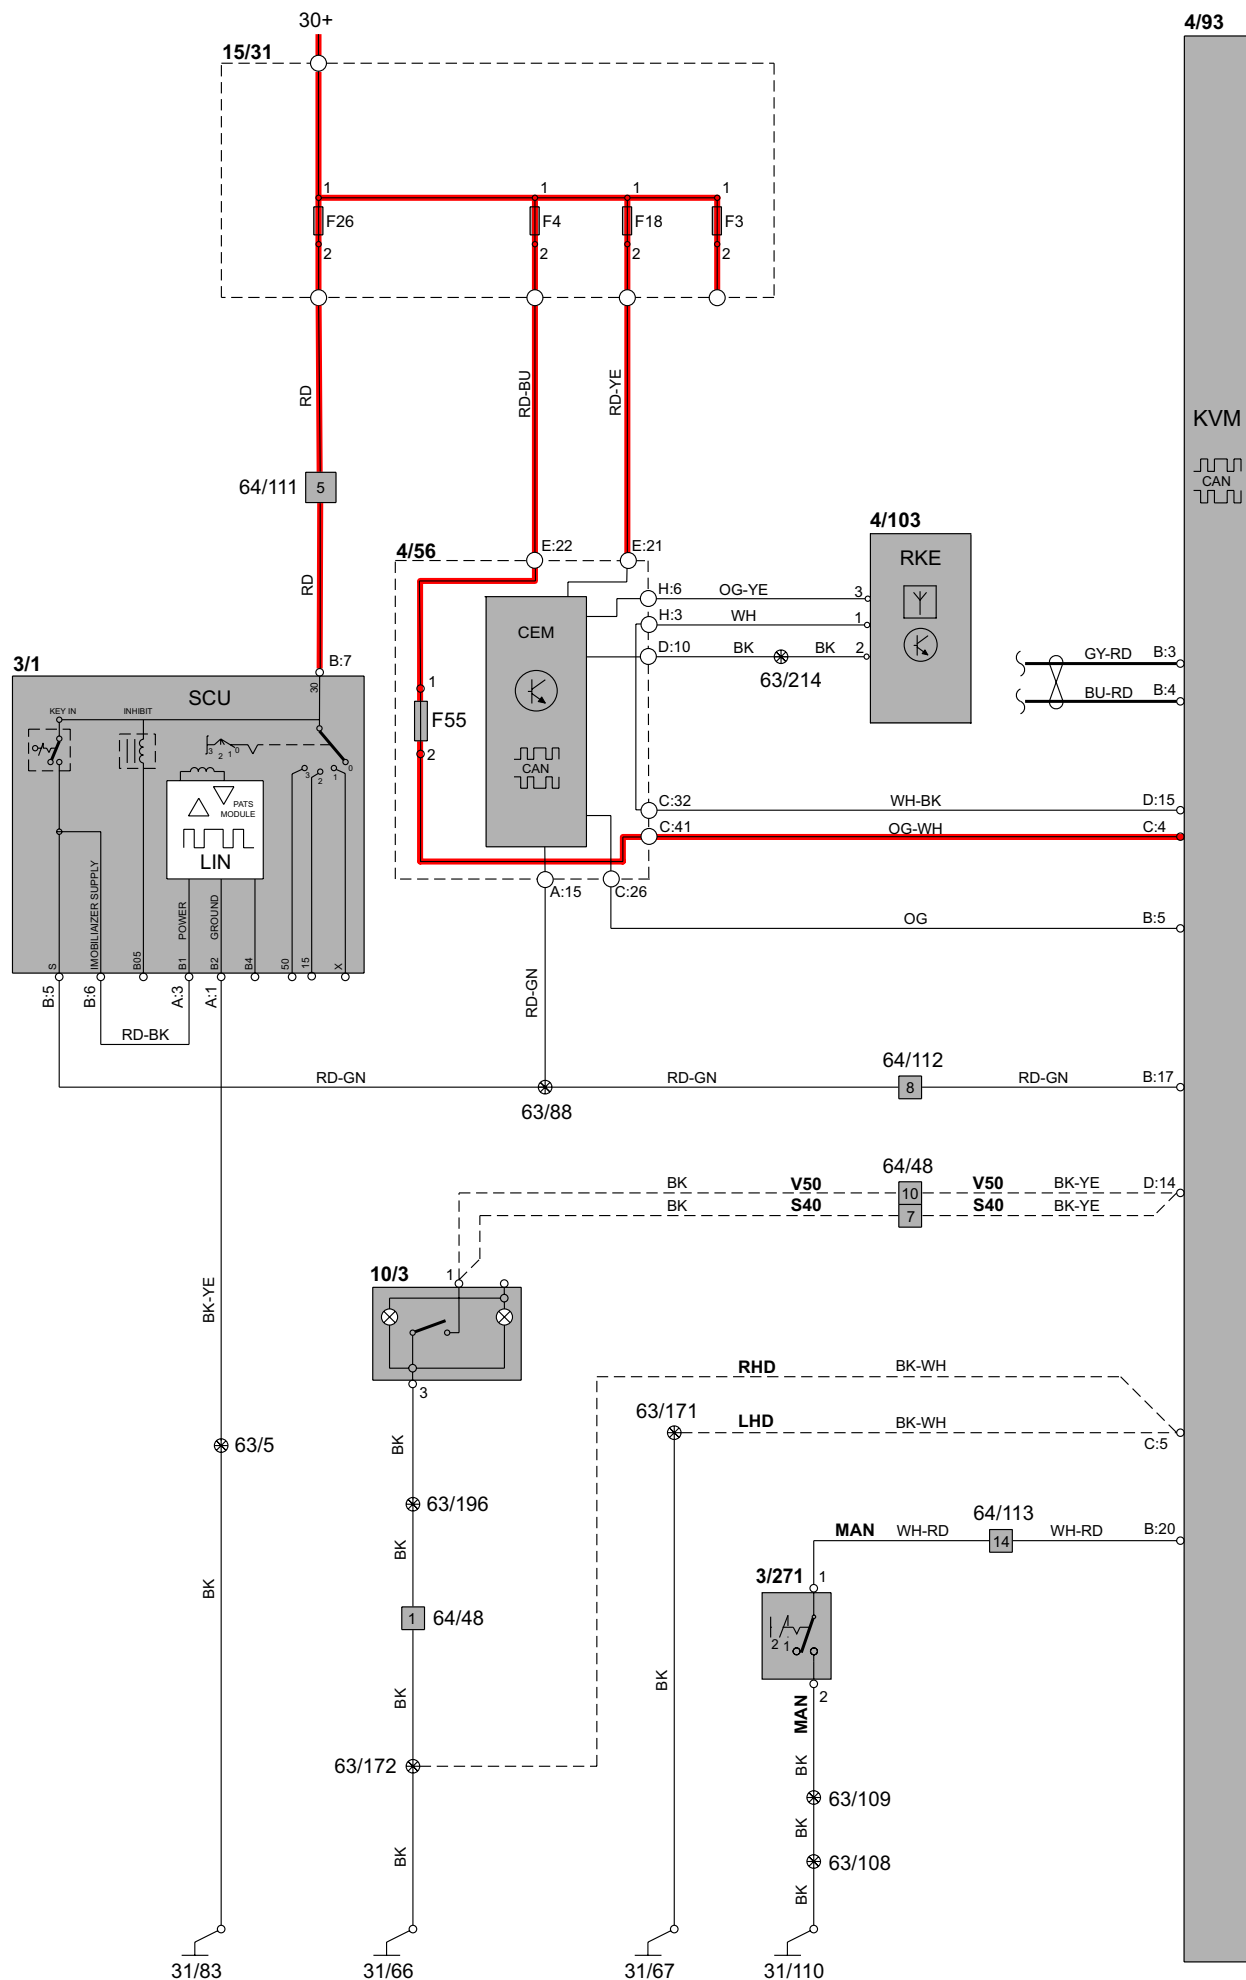 30+
4/93
15/31
1
1
1
1
F26
F4
F18
F3
2
2
2
2
RD
RD-BU
RD-YE
KVM
CAN
64/111
5
4/103
RKE
4/56
E:22
E:21
RD
H:6
OG-YE
3
H:3
WH
1
CEM
D:10
BK
BK
2
63/214
GY-RD
B:3
BU-RD
B:4
3/1
B:7
30
SCU
1
F55
2
KEY IN
INHIBIT
3
2
1
0
3
2
1
0
CAN
PATS
MODULE
LIN
C:32
WH-BK
D:15
C:41
OG-WH
C:4
A:15
C:26
OG
B:5
IMOBILIAIZER SUPPLY
POWER
GROUND
S
B05
B1
B2
B4
50
15
X
B:5
B:6
A:3
A:1
RD-BK
RD-GN
RD-GN
RD-GN
64/112
8
RD-GN
B:17
63/88
64/48
BK
V50
10
V50
BK-YE
D:14
BK
S40
7
S40
BK-YE
10/3
1
BK-YE
3
RHD
BK-WH
63/171
LHD
BK-WH
C:5
63/5
BK
63/196
64/113
MAN
WH-RD
14
WH-RD
B:20
BK
BK
3/271
1
1
64/48
2
1
BK
BK
2
MAN
63/172
BK
63/109
BK
63/108
BK
BK
31/83
31/66
31/67
31/110